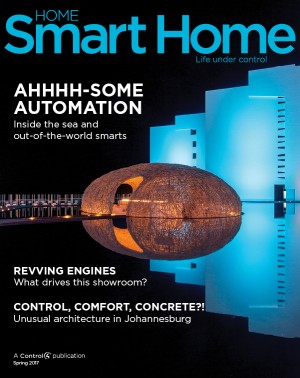 HOME
Smart Home
Life under control
AHHHH-SOME
AUTOMATION
Inside the sea and
out-of-the-world smarts
REVVING ENGINES
What drives this showroom?
CONTROL, COMFORT, CONCRETE?!
Unusual architecture in Johannesburg
A Control4 publication
Spring 2017